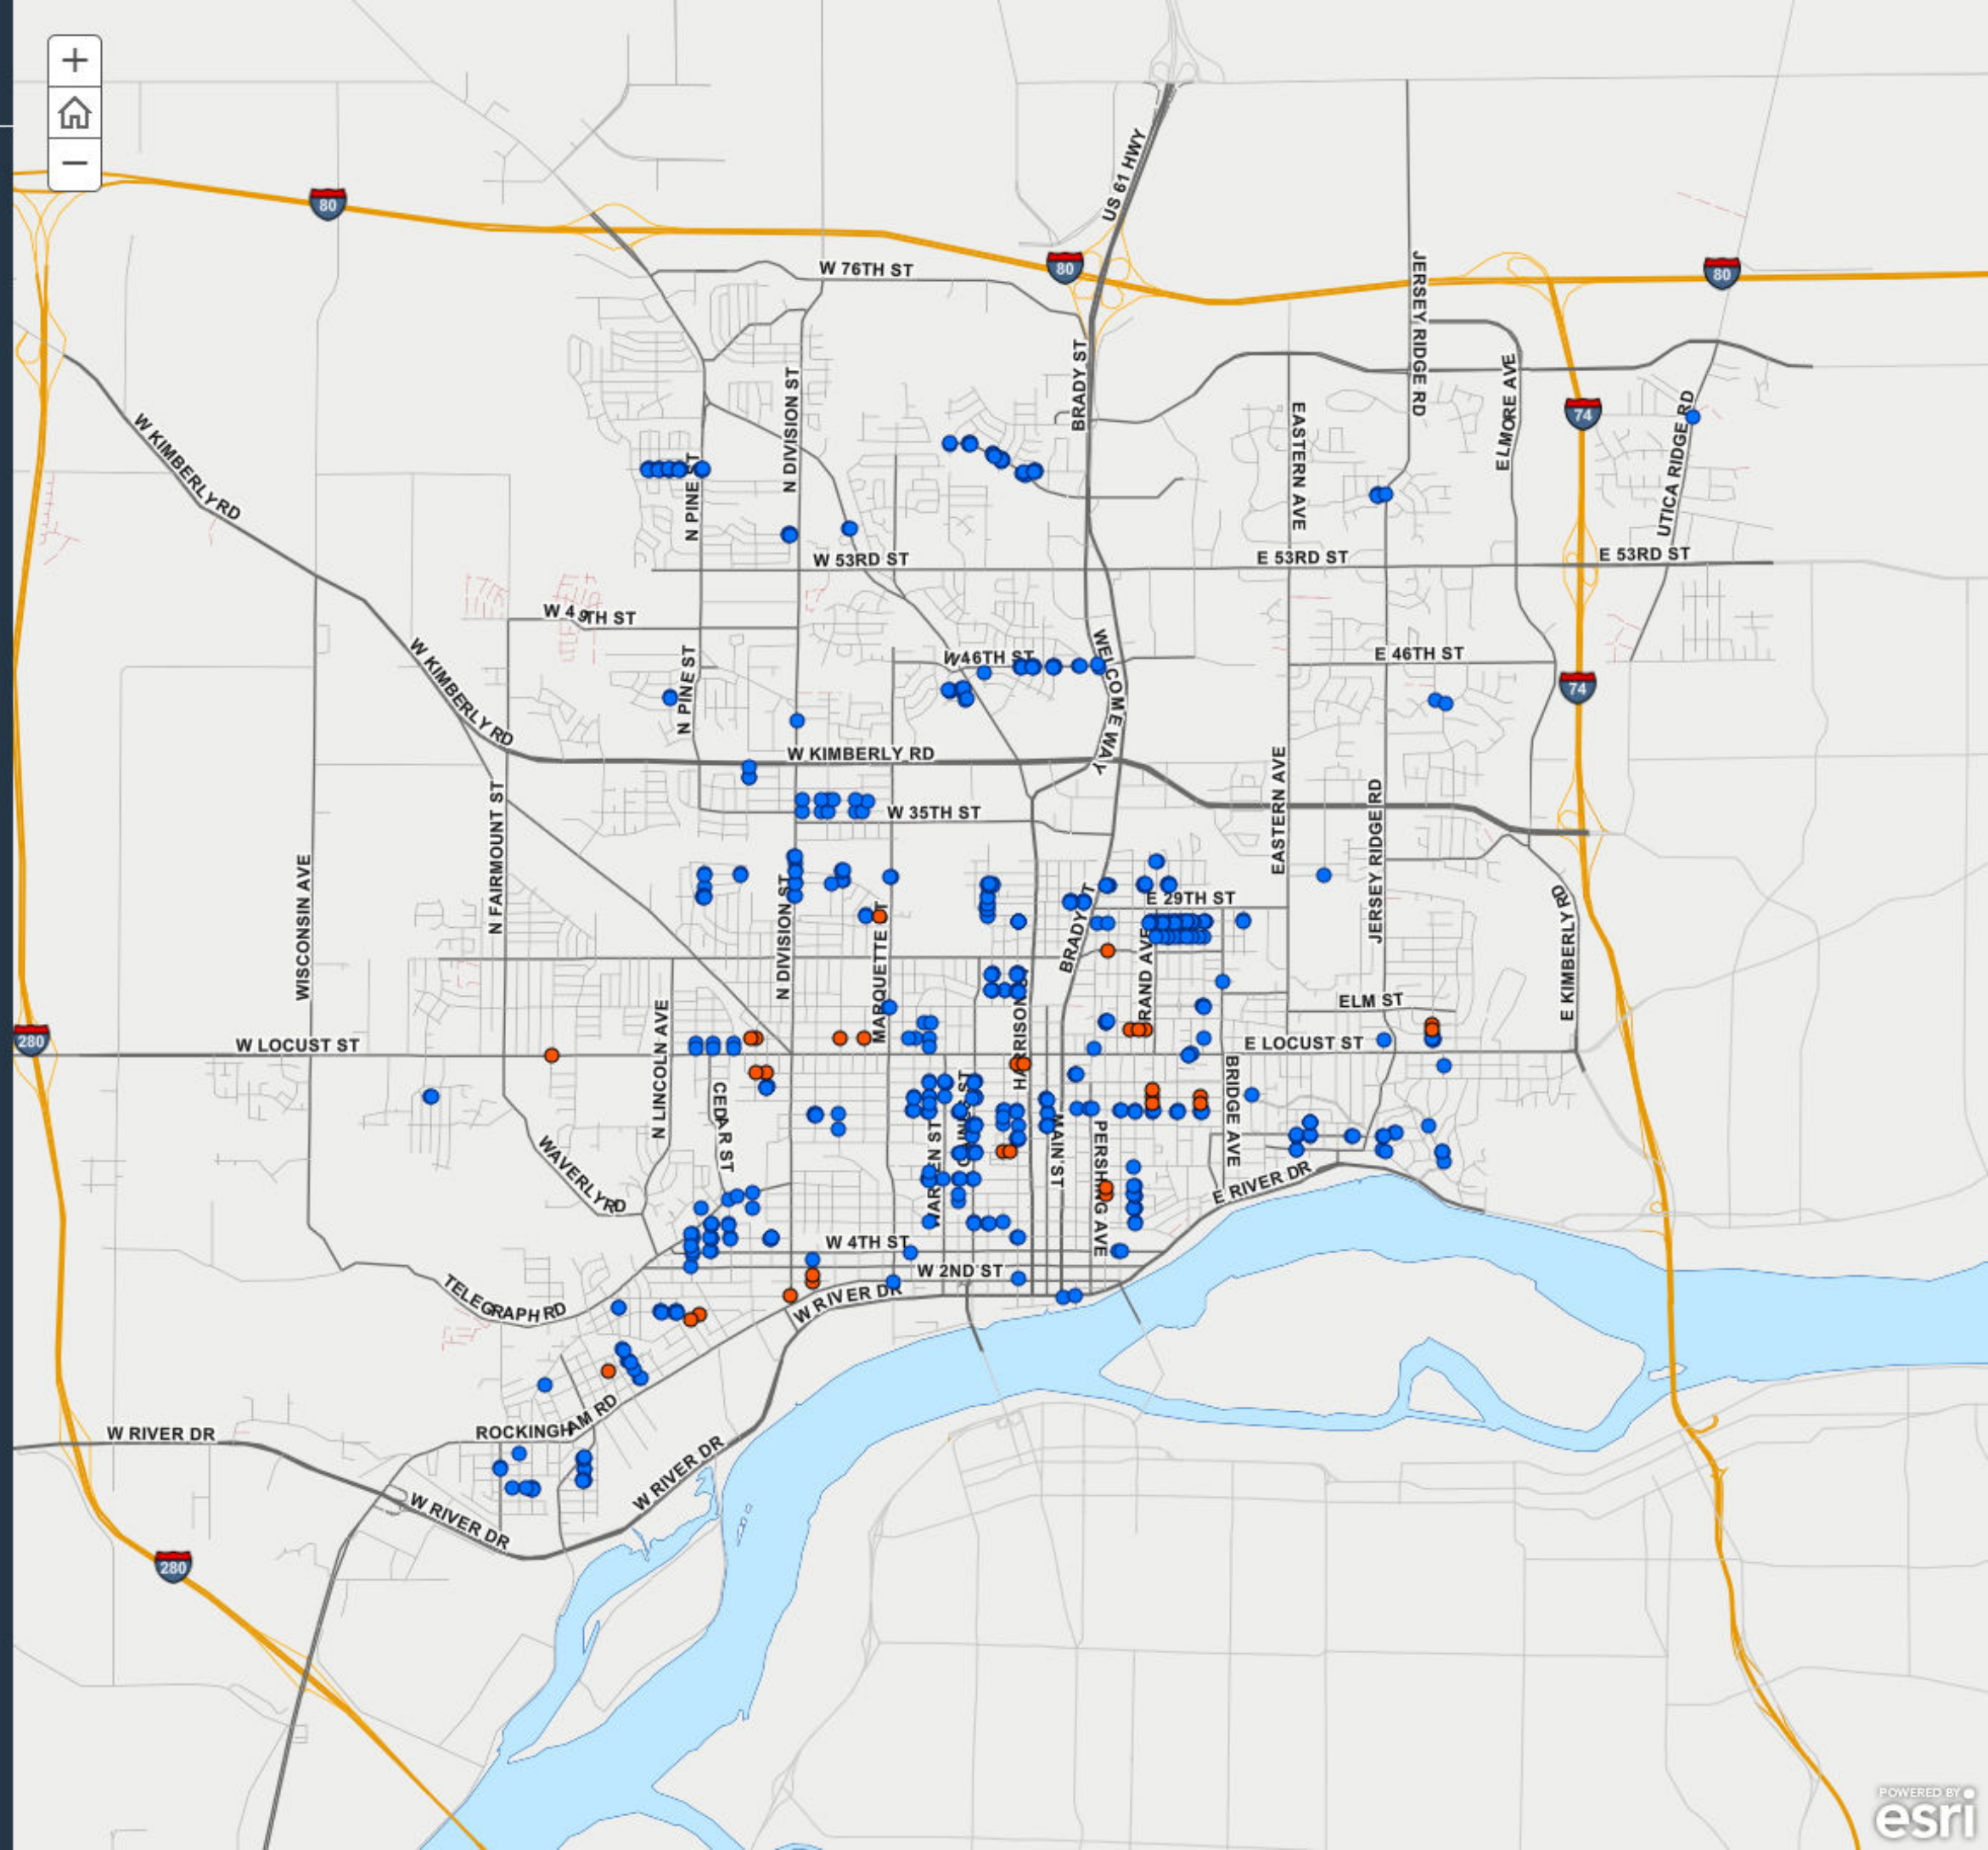 +
−
80
US 61 HWY
W 76TH ST
80
80
JERSEY RIDGE RD
BRADY ST
N DIVISION ST
ELMORE AVE
74
EASTERN AVE
UTICA RIDGE RD
W KIMBERLY RD
N PINE ST
W 53RD ST
E 53RD ST
E 53RD ST
W 49TH ST
W 46TH ST
WELCOME WAY
E 46TH ST
N PINE ST
W KIMBERLY RD
74
W KIMBERLY RD
EASTERN AVE
N FAIRMOUNT ST
W 35TH ST
JERSEY RIDGE RD
WISCONSIN AVE
N DIVISION ST
E 29TH ST
BRADY ST
E KIMBERLY RD
MARQUETTE ST
RAND AVE
ELM ST
HARRISON S
N LINCOLN AVE
280
W LOCUST ST
E LOCUST ST
BRIDGE AVE
CEDAR ST
MAIN ST
PERSHING AVE
WAVERLY RD
E RIVER DR
W 4TH ST
W 2ND ST
W RIVER DR
TELEGRAPH RD
ROCKINGHAM RD
W RIVER DR
W RIVER DR
W RIVER DR
280
POWERED BY
esri